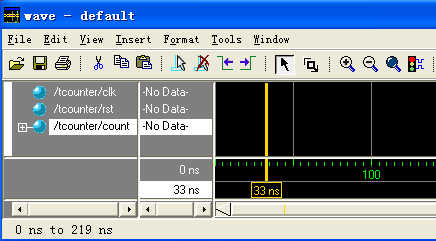 wave - default
File Edit View Insert Format Tools Window
/tcounter/clk -No Data-
/tcounter/rst -No Data-
/tcounter/count -No Data-
0 ns 100
33 ns 33 ns
0 ns to 219 ns